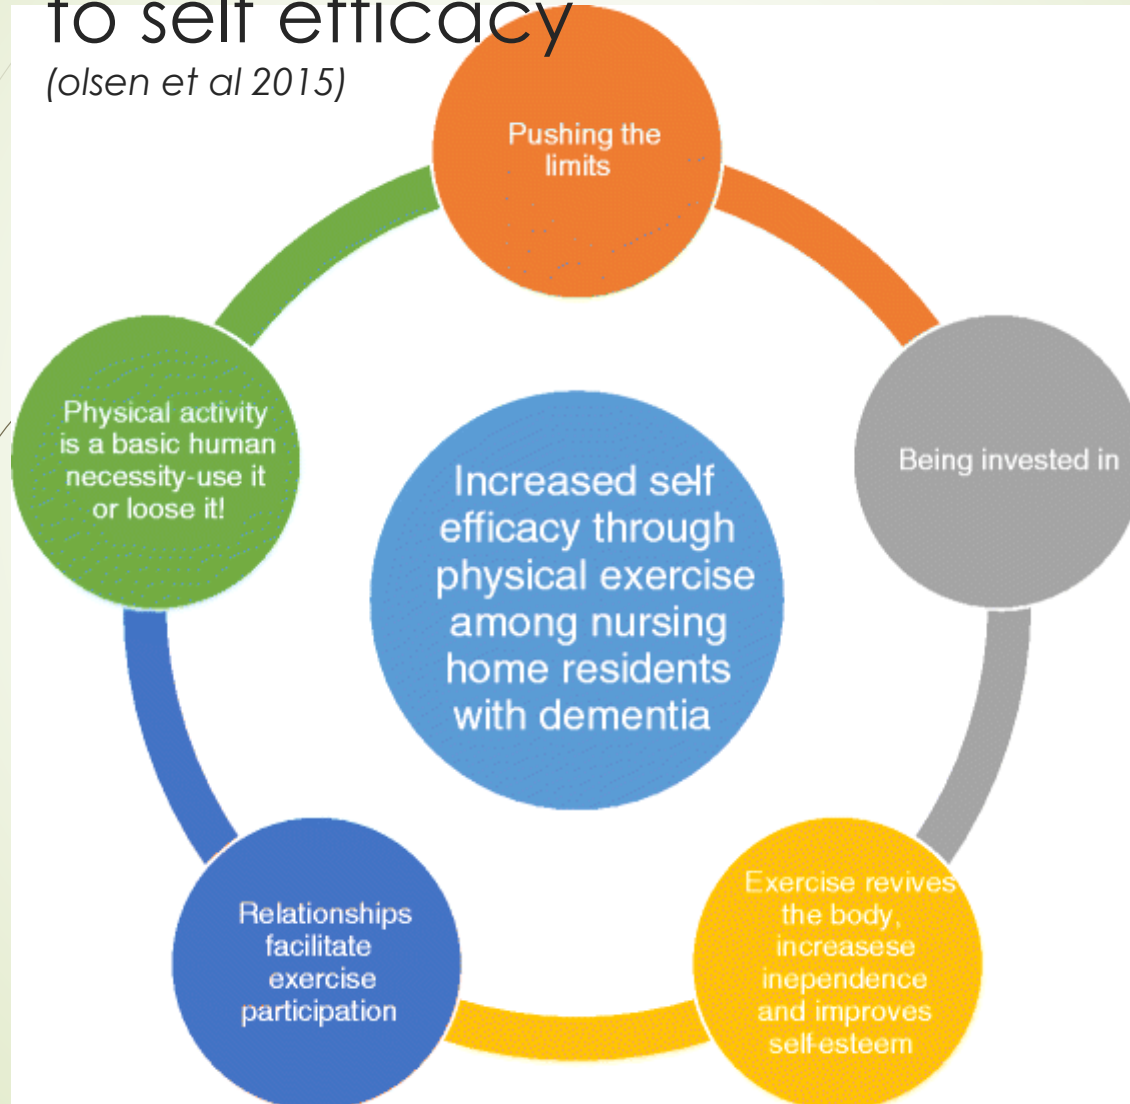 to self efficacy
(olsen et al 2015)
Pushing the
limits
Being invested in
Exercise revives
the body,
increasese
inependence
and improves
self-esteem
Relationships
facilitate
exercise
participation
Physical activity
is a basic human
necessity-use it
or loose it!
Increased self
efficacy through
physical exercise
among nursing
home residents
with dementia